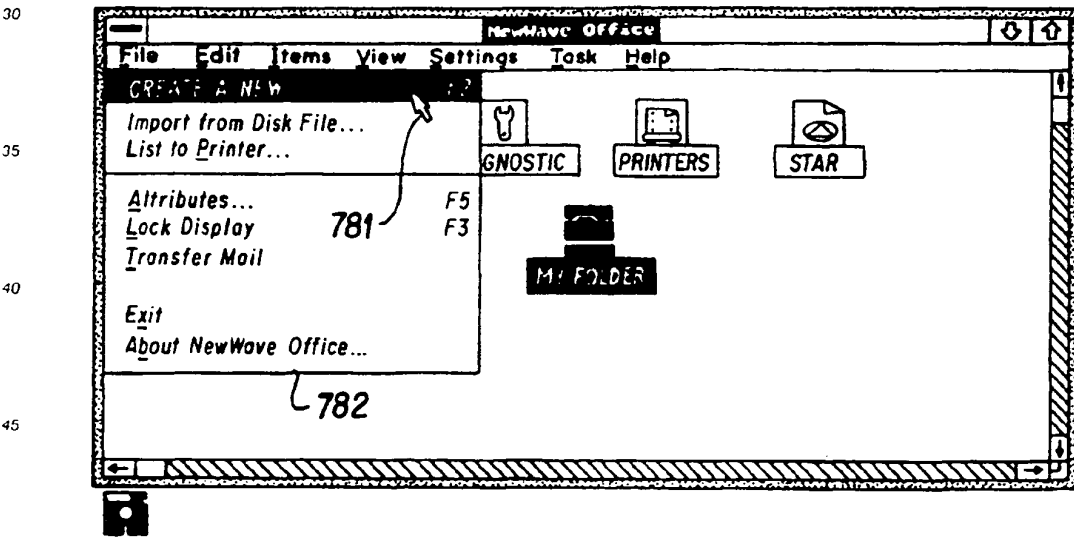 30
NewWave Office
File Edit Items View Settings Task Help
CREATE A NEW F2
Import from Disk File...
List to Printer...
35
GNOSTIC PRINTERS STAR
Attributes... F5
Lock Display F3
781
Transfer Mail
MY FOLDER
40
Exit
About NewWave Office...
782
45